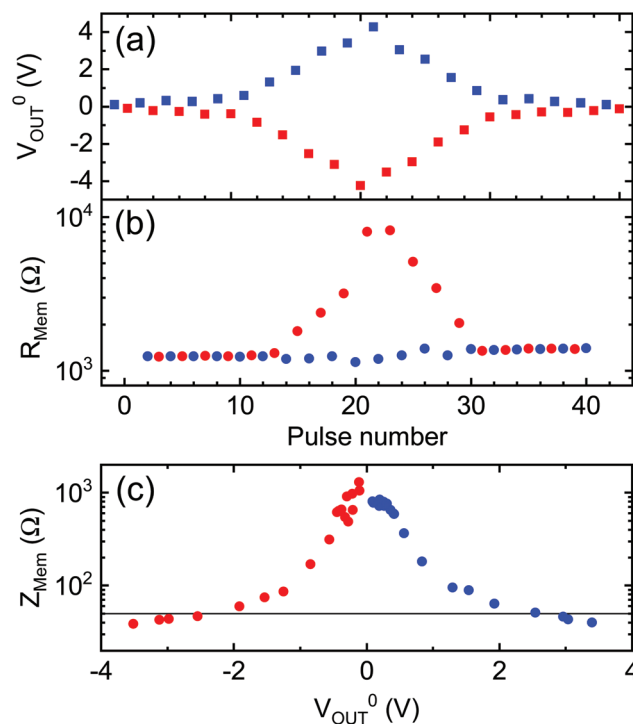 (a)
V_OUT^0 (V)
4
2
0
-2
-4
(b)
R_Mem (Ω)
10^4
10^3
0 10 20 30 40
Pulse number
(c)
Z_Mem (Ω)
10^3
10^2
-4 -2 0 2 4
V_OUT^0 (V)